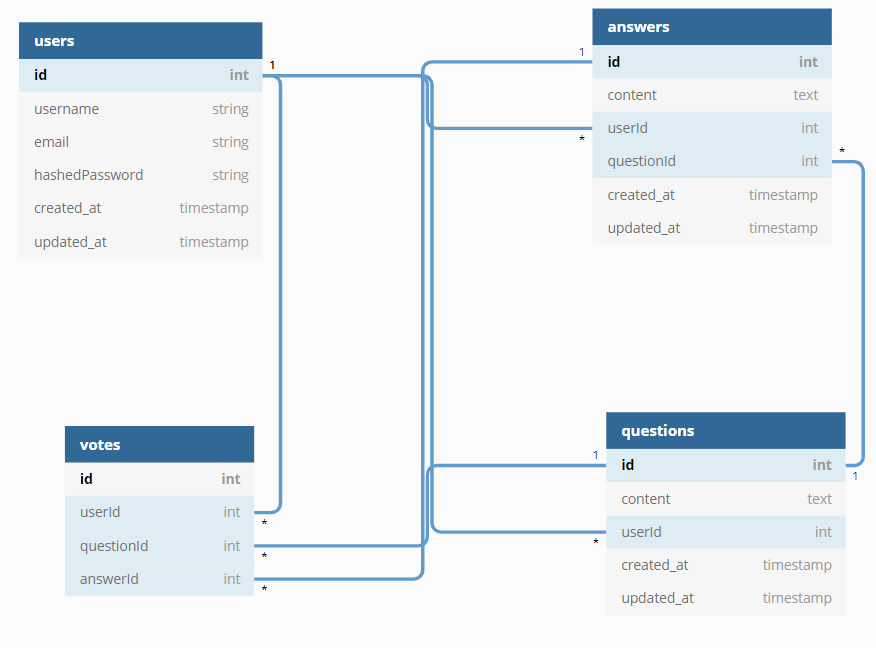 users
id int
username string
email string
hashedPassword string
created_at timestamp
updated_at timestamp
1
answers
1
id int
content text
userId int
*
questionId int
*
created_at timestamp
updated_at timestamp
votes
id int
userId int
*
questionId int
*
answerId int
*
questions
1
id int
1
content text
userId int
*
created_at timestamp
updated_at timestamp